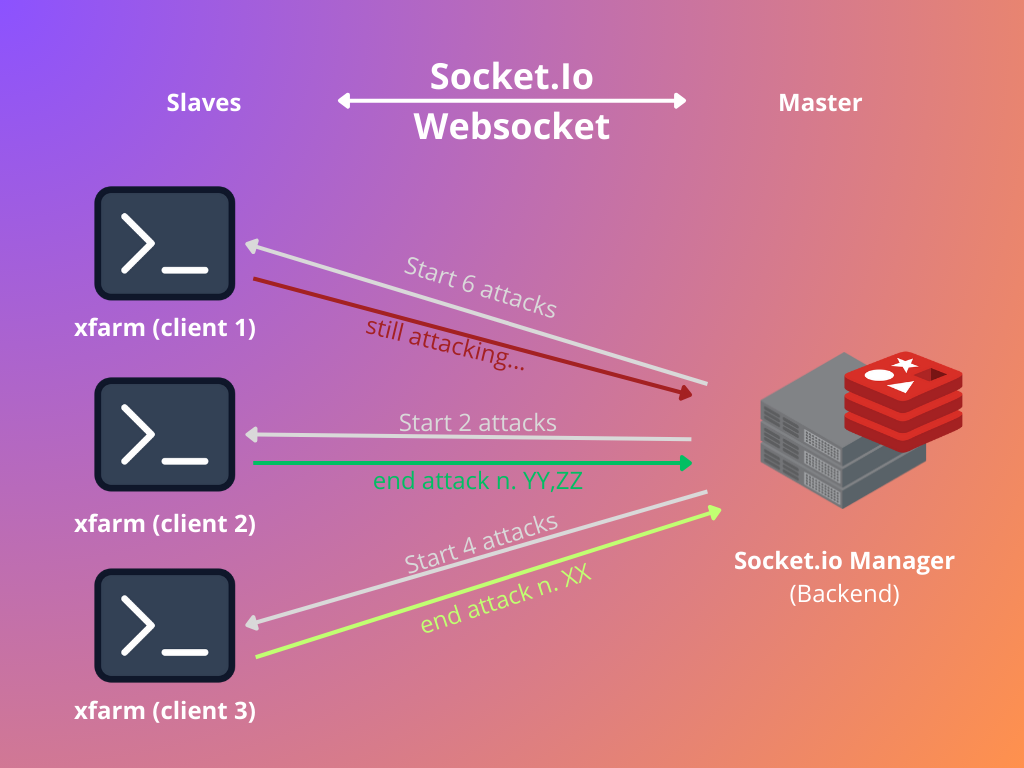 Socket.Io
Slaves
Master
Websocket
Start 6 attacks
xfarm (client 1)
still attacking...
Start 2 attacks
end attack n. YY,ZZ
xfarm (client 2)
Start 4 attacks
Socket.io Manager
(Backend)
end attack n. XX
xfarm (client 3)